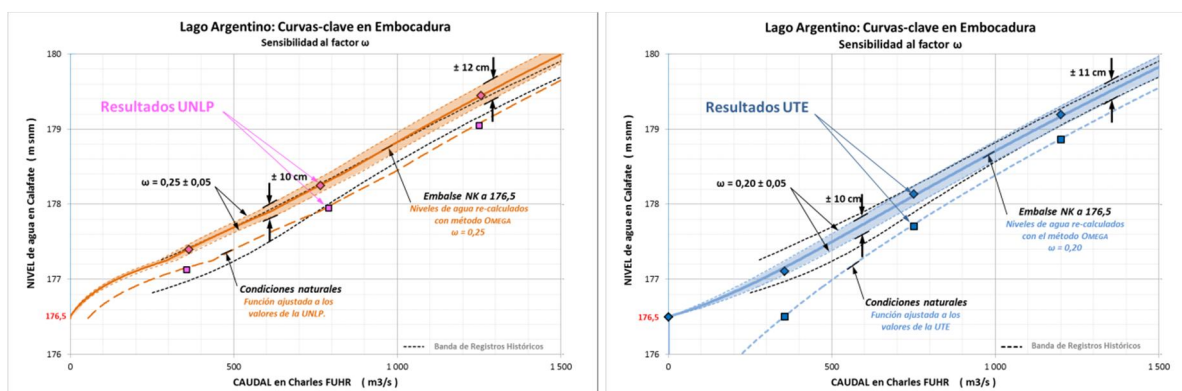 Lago Argentino: Curvas-clave en Embocadura
Sensibilidad al factor ω
180
179
178
177
176,5
176
NIVEL de agua en Calafate ( m snm )
± 12 cm
Resultados UNLP
ω = 0,25 ± 0,05
± 10 cm
Embalse NK a 176,5
Niveles de agua re-calculados
con método OMEGA
ω = 0,25
Condiciones naturales
Función ajustada a los
valores de la UNLP.
Banda de Registros Históricos
0
500
1000
1 500
CAUDAL en Charles FUHR ( m3/s )
Lago Argentino: Curvas-clave en Embocadura
Sensibilidad al factor ω
180
179
178
177
176,5
176
NIVEL de agua en Calafate ( m snm )
± 11 cm
Resultados UTE
ω = 0,20 ± 0,05
± 10 cm
Embalse NK a 176,5
Niveles de agua re-calculados
con el método OMEGA
ω = 0,20
Condiciones naturales
Función ajustada a los
valores de la UTE
Banda de Registros Históricos
0
500
1000
1 500
CAUDAL en Charles FUHR ( m3/s )